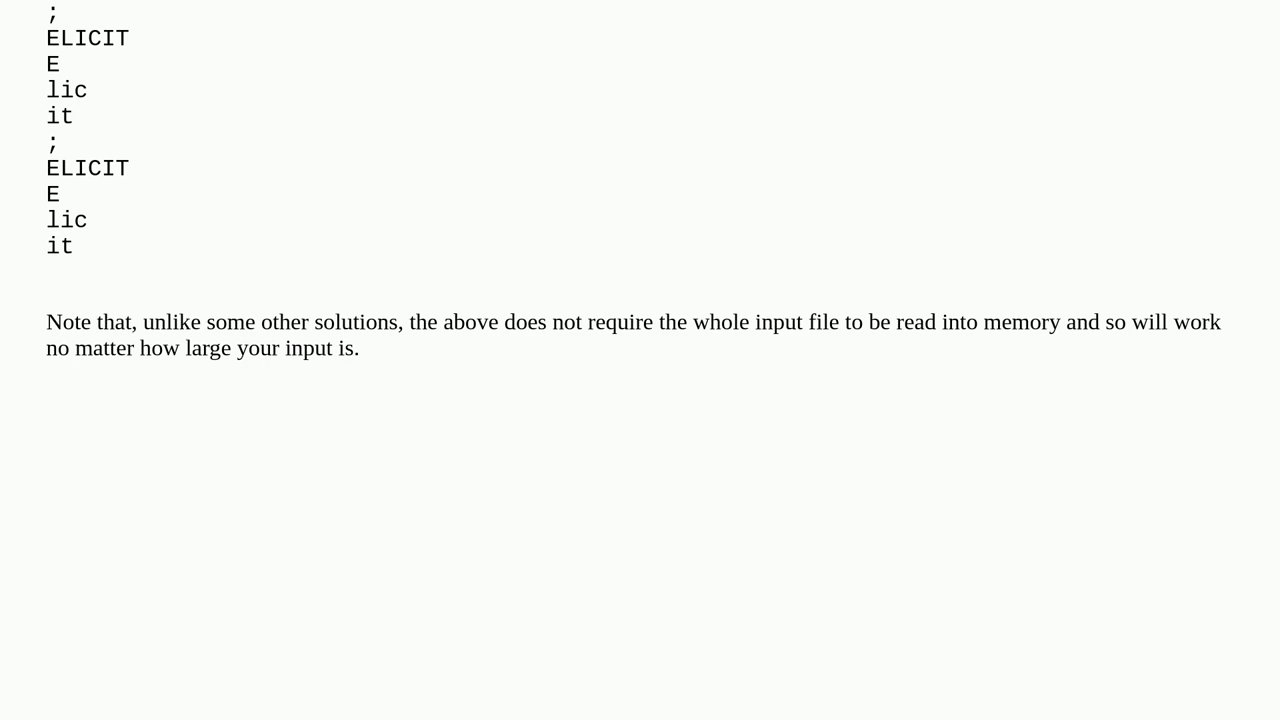 ;
ELICIT
E
lic
it
;
ELICIT
E
lic
it
Note that, unlike some other solutions, the above does not require the whole input file to be read into memory and so will work
no matter how large your input is.